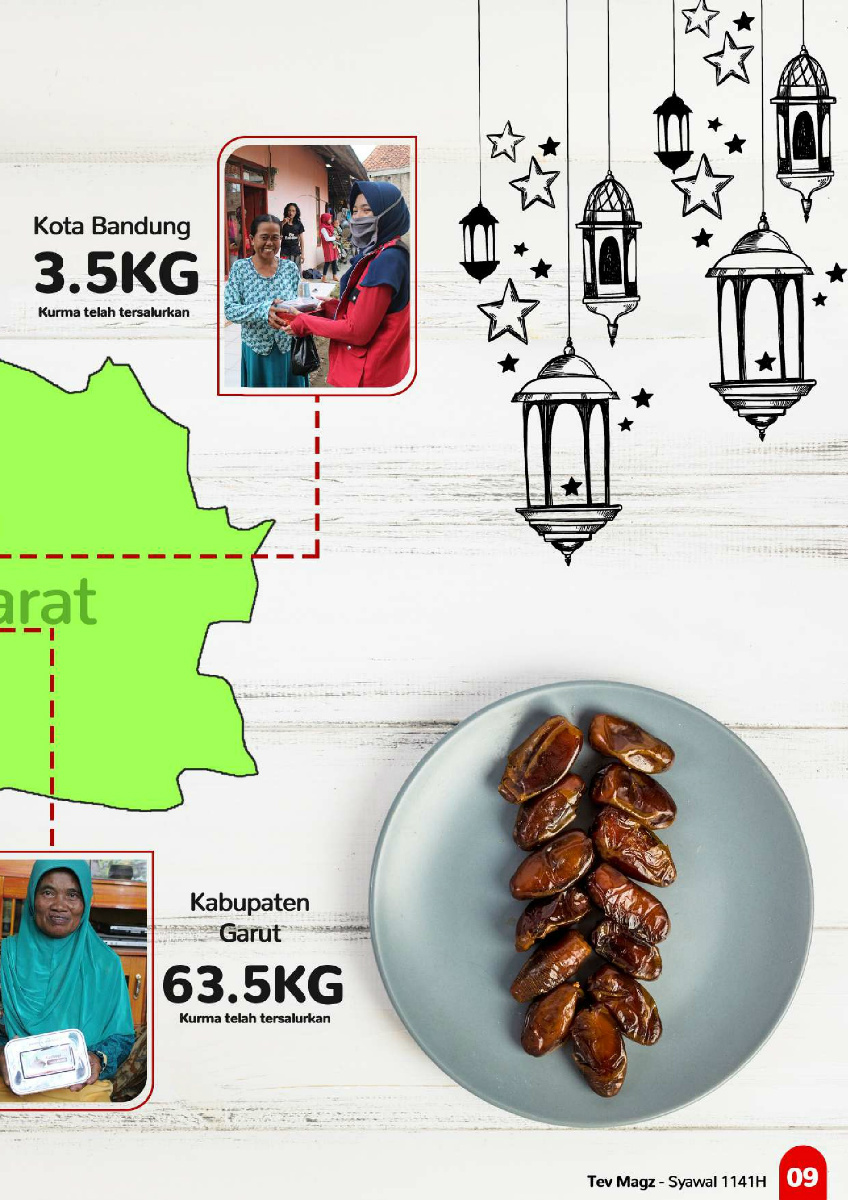 Kota Bandung
3.5KG
Kurma telah tersalurkan
arat
Kabupaten
Garut
63.5KG
Kurma telah tersalurkan
Tev Magz - Syawal 1141H
09